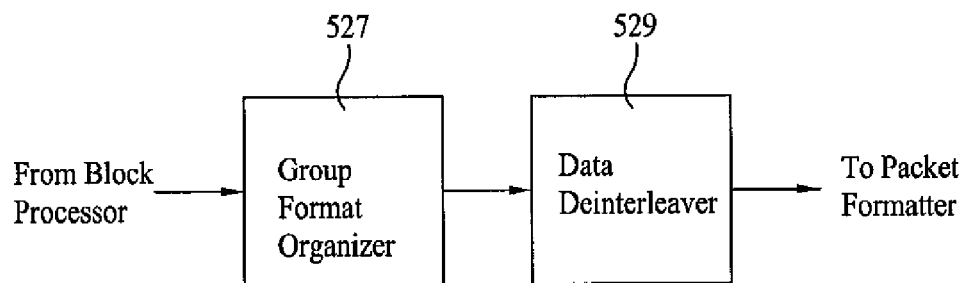 527
529
From Block
Processor
Group
Format
Organizer
Data
Deinterleaver
To Packet
Formatter